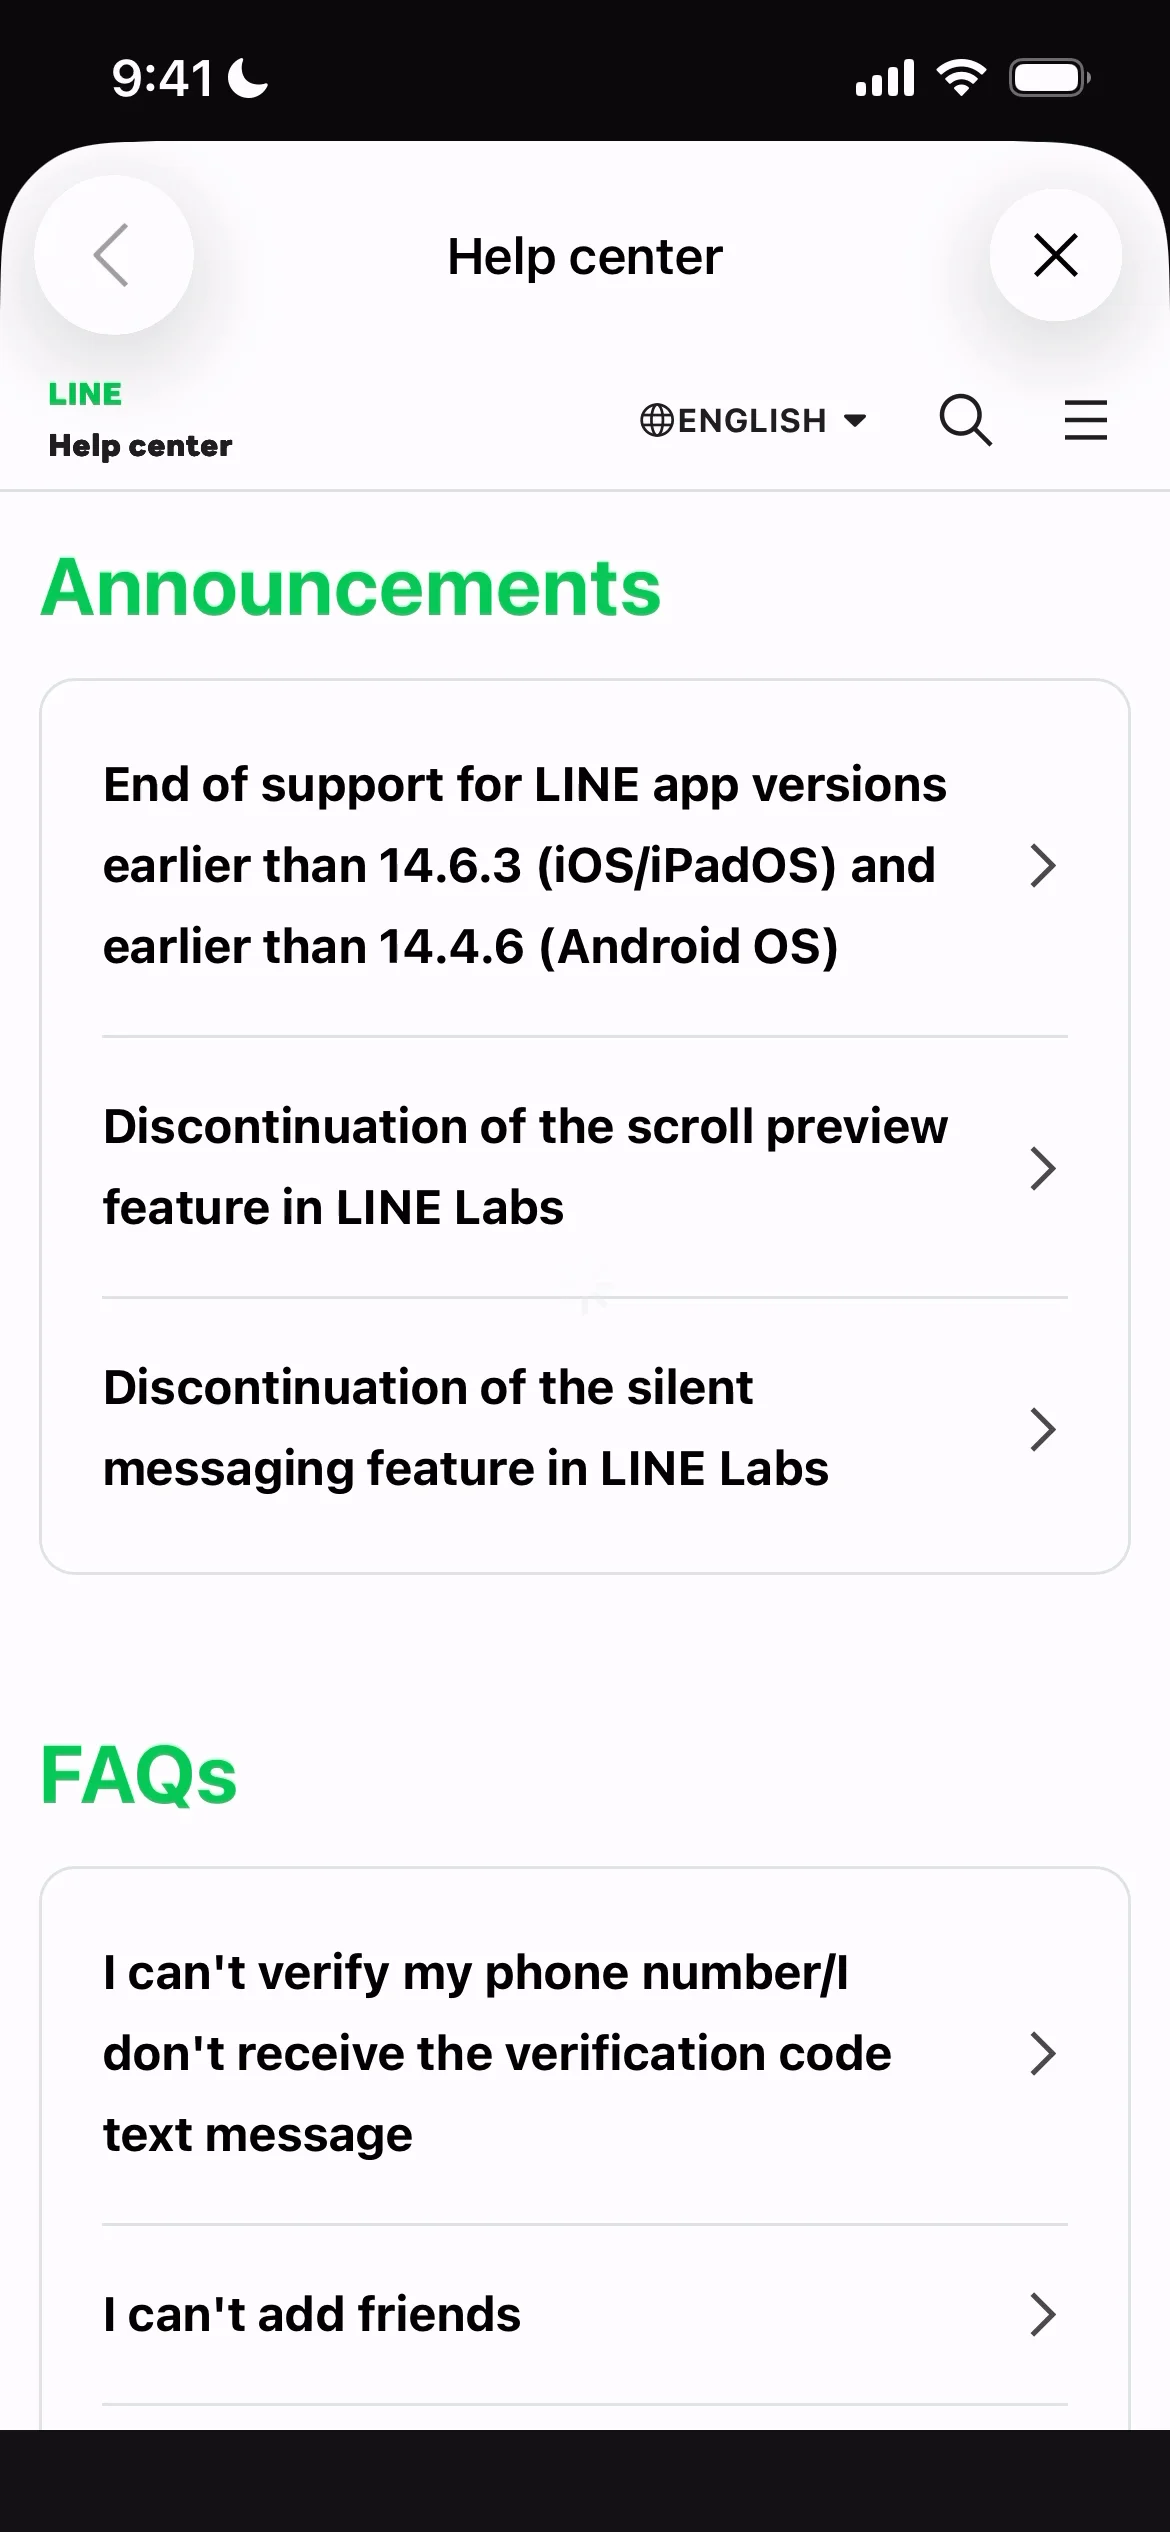 9:41
Help center
LINE
Help center
ENGLISH
Announcements
End of support for LINE app versions
earlier than 14.6.3 (iOS/iPadOS) and
earlier than 14.4.6 (Android OS)
Discontinuation of the scroll preview
feature in LINE Labs
Discontinuation of the silent
messaging feature in LINE Labs
FAQs
I can't verify my phone number/I
don't receive the verification code
text message
I can't add friends